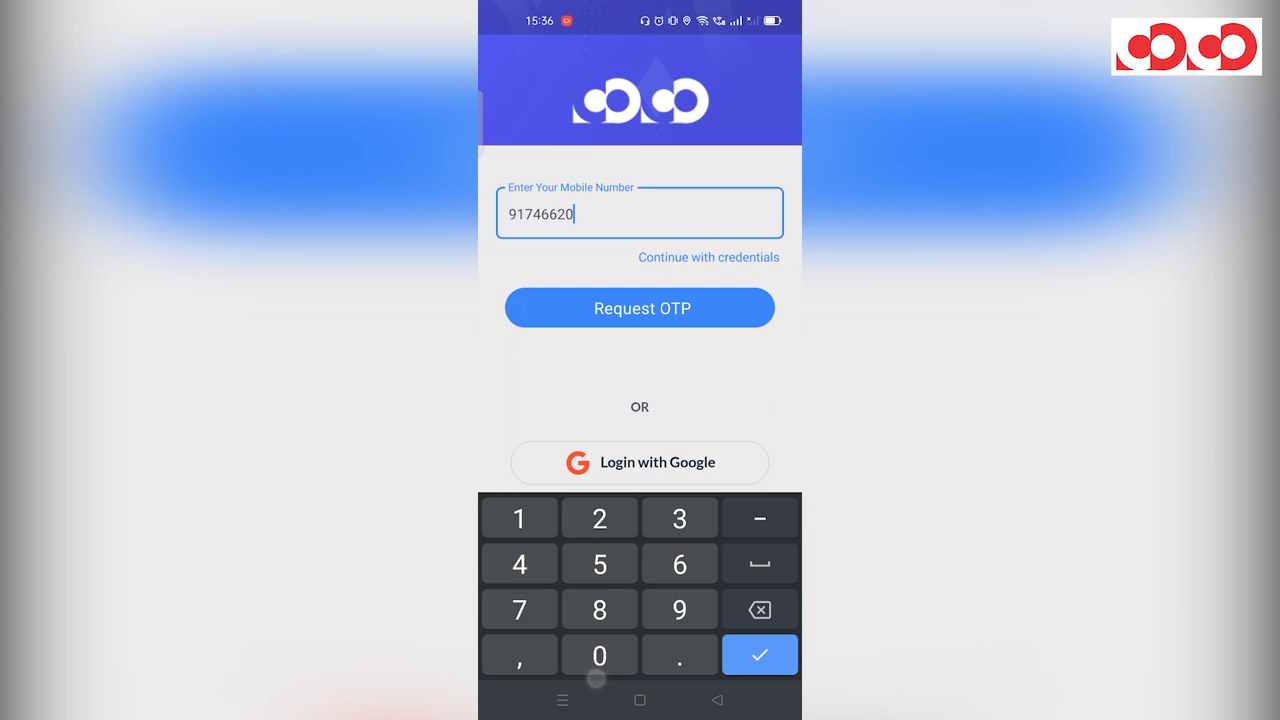 15:36
Enter Your Mobile Number
91746620
Continue with credentials
Request OTP
OR
Login with Google
1 2 3 -
4 5 6
7 8 9
, 0 .